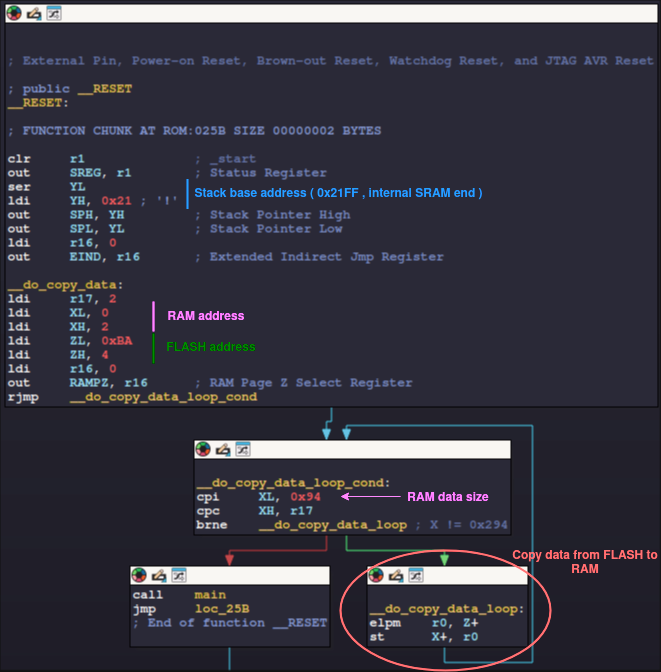 ; External Pin, Power-on Reset, Brown-out Reset, Watchdog Reset, and JTAG AVR Reset
; public __RESET
__RESET:
; FUNCTION CHUNK AT ROM:025B SIZE 00000002 BYTES
clr r1 ; _start
out SREG, r1 ; Status Register
ser YL
Stack base address ( 0x21FF , internal SRAM end )
ldi YH, 0x21 ; '!'
out SPH, YH ; Stack Pointer High
out SPL, YL ; Stack Pointer Low
ldi r16, 0
out EIND, r16 ; Extended Indirect Jmp Register
__do_copy_data:
ldi r17, 2
ldi XL, 0
RAM address
ldi XH, 2
ldi ZL, 0xBA
FLASH address
ldi ZH, 4
ldi r16, 0
out RAMPZ, r16 ; RAM Page Z Select Register
rjmp __do_copy_data_loop_cond
__do_copy_data_loop_cond:
cpi XL, 0x94 RAM data size
cpc XH, r17
brne __do_copy_data_loop ; X != 0x294
Copy data from FLASH to
RAM
call main
jmp loc_25B
; End of function __RESET
__do_copy_data_loop:
elpm r0, Z+
st X+, r0